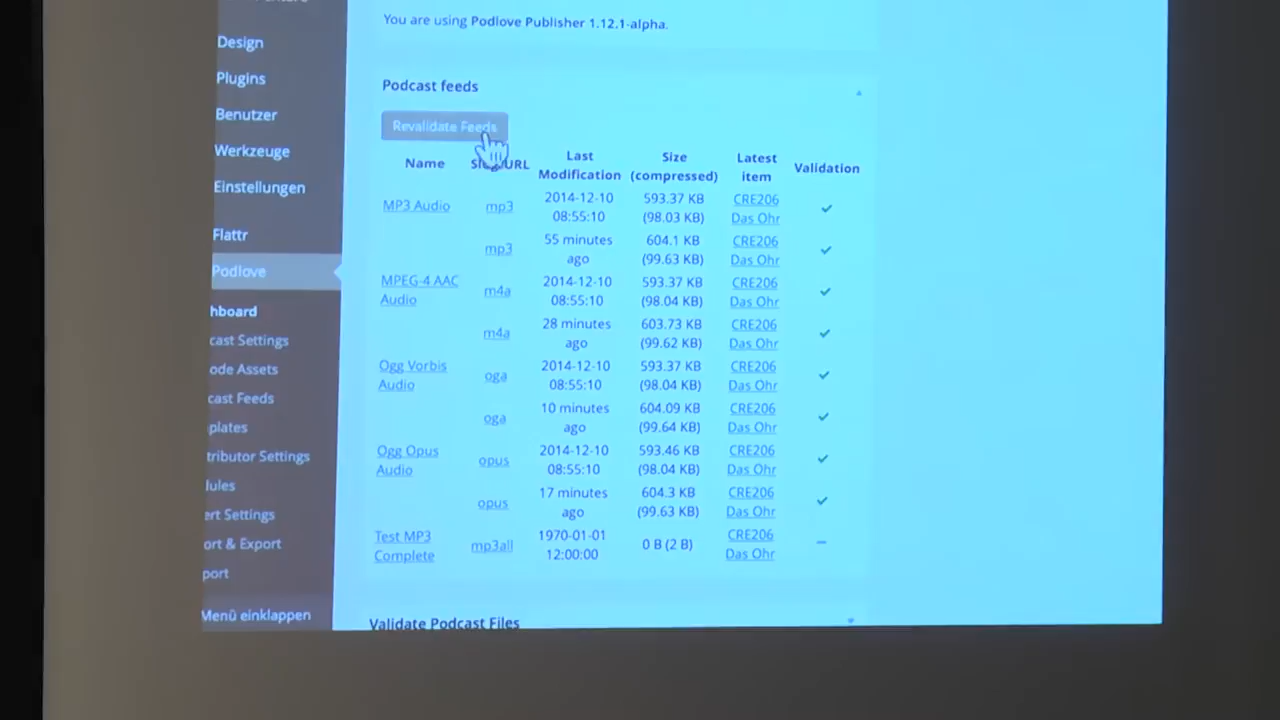 You are using Podlove Publisher 1.12.1-alpha.
Design
Plugins
Benutzer
Werkzeuge
Einstellungen
Flattr
Podlove
hboard
cast Settings
ode Assets
cast Feeds
plates
tributor Settings
ules
ert Settings
ort & Export
port
Menü einklappen
Podcast feeds
Revalidate Feeds
Name Slug/URL Last Modification Size (compressed) Latest item Validation
MP3 Audio mp3 2014-12-10 08:55:10 593.37 KB (98.03 KB) CRE206 Das Ohr
mp3 55 minutes ago 604.1 KB (99.63 KB) CRE206 Das Ohr
MPEG-4 AAC Audio m4a 2014-12-10 08:55:10 593.37 KB (98.04 KB) CRE206 Das Ohr
m4a 28 minutes ago 603.73 KB (99.62 KB) CRE206 Das Ohr
Ogg Vorbis Audio oga 2014-12-10 08:55:10 593.37 KB (98.04 KB) CRE206 Das Ohr
oga 10 minutes ago 604.09 KB (99.64 KB) CRE206 Das Ohr
Ogg Opus Audio opus 2014-12-10 08:55:10 593.46 KB (98.04 KB) CRE206 Das Ohr
opus 17 minutes ago 604.3 KB (99.63 KB) CRE206 Das Ohr
Test MP3 Complete mp3all 1970-01-01 12:00:00 0 B (2 B) CRE206 Das Ohr –
Validate Podcast Files